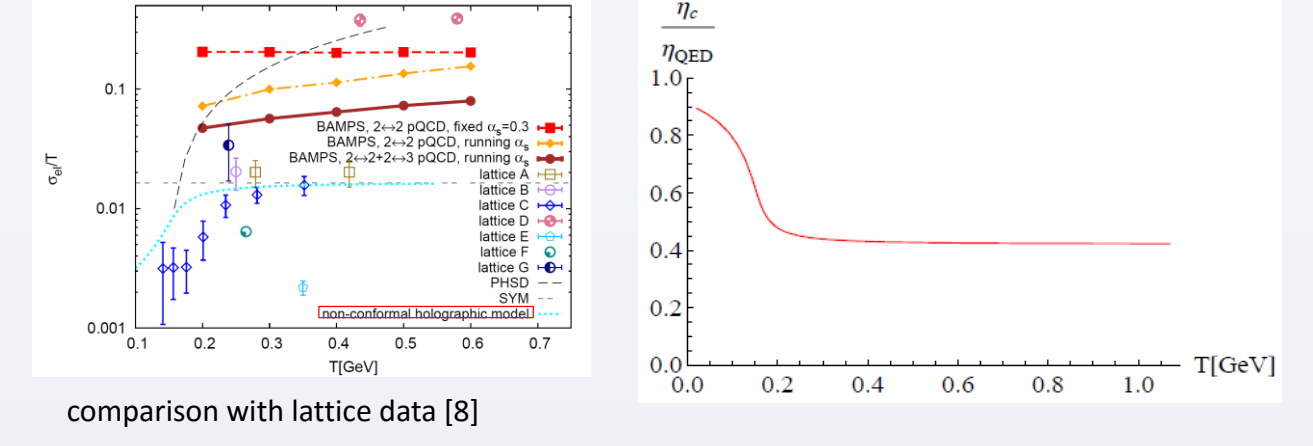 0.1
0.01
0.001
0.1 0.2 0.3 0.4 0.5 0.6 0.7
σel/T
T[GeV]
BAMPS, 2↔2 pQCD, fixed αs=0.3
BAMPS, 2↔2 pQCD, running αs
BAMPS, 2↔2+2↔3 pQCD, running αs
lattice A
lattice B
lattice C
lattice D
lattice E
lattice F
lattice G
PHSD
SYM
non-conformal holographic model
comparison with lattice data [8]
ηc
ηQED
1.0
0.8
0.6
0.4
0.2
0.0
0.0 0.2 0.4 0.6 0.8 1.0
T[GeV]